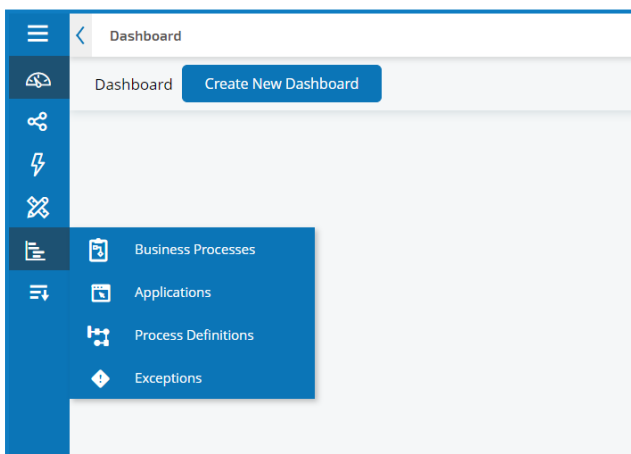 Dashboard
Dashboard Create New Dashboard
Business Processes
Applications
Process Definitions
Exceptions